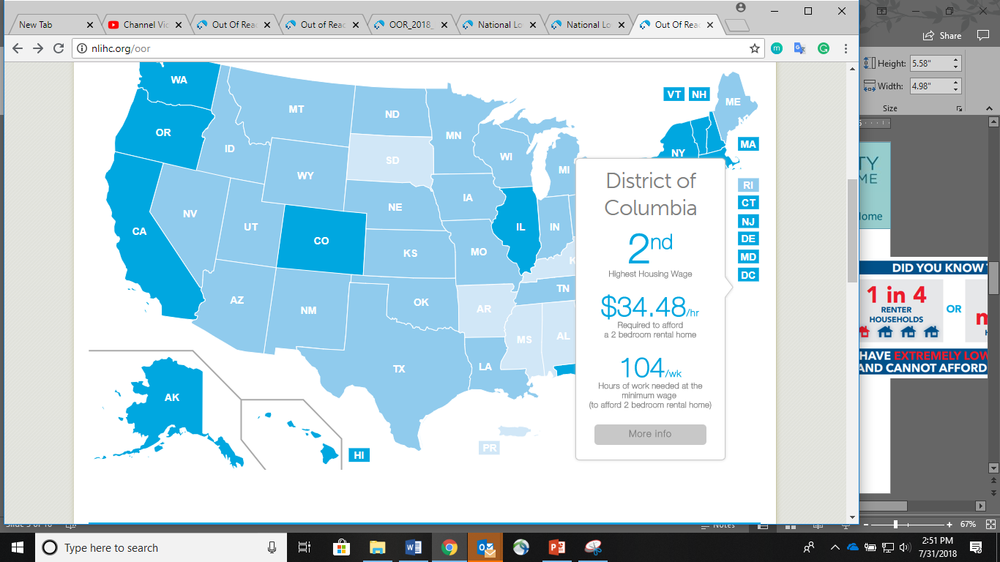 New Tab
Channel Vi
Out Of Rea
Out of Reac
OOR_2018_
National Lo
National Lo
Out Of Rea
nlihc.org/oor
Share
Height: 5.58"
Width: 4.98"
Size
WA
OR
CA
ID
NV
MT
WY
UT
AZ
CO
NM
ND
SD
NE
KS
OK
TX
MN
IA
MO
AR
LA
WI
IL
MS
MI
IN
TN
AL
AK
HI
PR
VT NH
ME
NY
MA
RI
CT
NJ
DE
MD
DC
District of
Columbia
2nd
Highest Housing Wage
$34.48/hr
Required to afford
a 2 bedroom rental home
104/wk
Hours of work needed at the
minimum wage
(to afford 2 bedroom rental home)
More info
TY
ME
Home
DID YOU KNOW
1 in 4
RENTER
HOUSEHOLDS
OR
HAVE EXTREMELY LOW
AND CANNOT AFFORD
Notes
67%
Type here to search
2:51 PM
7/31/2018